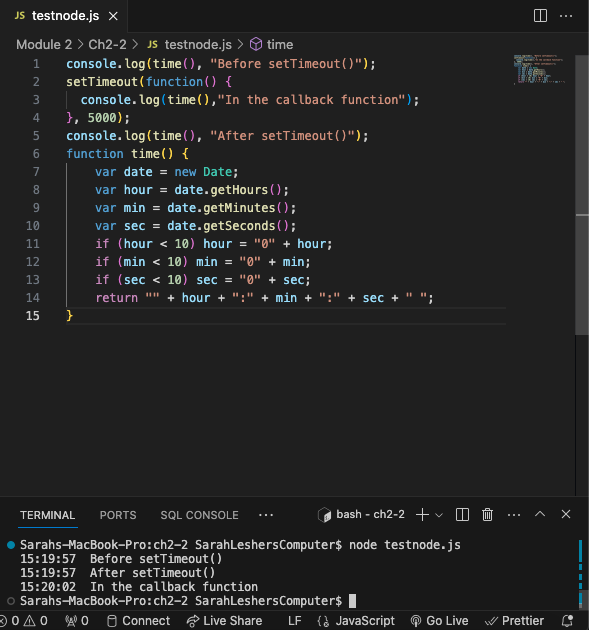 JS testnode.js
Module 2 > Ch2-2 > JS testnode.js > time
1 console.log(time(), "Before setTimeout()");
2 setTimeout(function() {
3   console.log(time(),"In the callback function");
4 }, 5000);
5 console.log(time(), "After setTimeout()");
6 function time() {
7     var date = new Date;
8     var hour = date.getHours();
9     var min = date.getMinutes();
10     var sec = date.getSeconds();
11     if (hour < 10) hour = "0" + hour;
12     if (min < 10) min = "0" + min;
13     if (sec < 10) sec = "0" + sec;
14     return "" + hour + ":" + min + ":" + sec + " ";
15 }
TERMINAL PORTS SQL CONSOLE ··· bash - ch2-2
Sarahs-MacBook-Pro:ch2-2 SarahLeshersComputer$ node testnode.js
15:19:57  Before setTimeout()
15:19:57  After setTimeout()
15:20:02  In the callback function
Sarahs-MacBook-Pro:ch2-2 SarahLeshersComputer$
0 0 0 Connect Live Share LF {} JavaScript Go Live Prettier